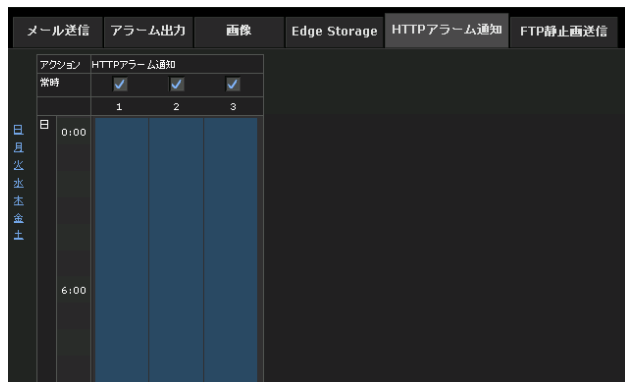 メール送信 アラーム出力 画像 Edge Storage HTTPアラーム通知 FTP静止画送信
アクション HTTPアラーム通知
常時
1 2 3
日 0:00
日
月
火
水
木
金
土
6:00